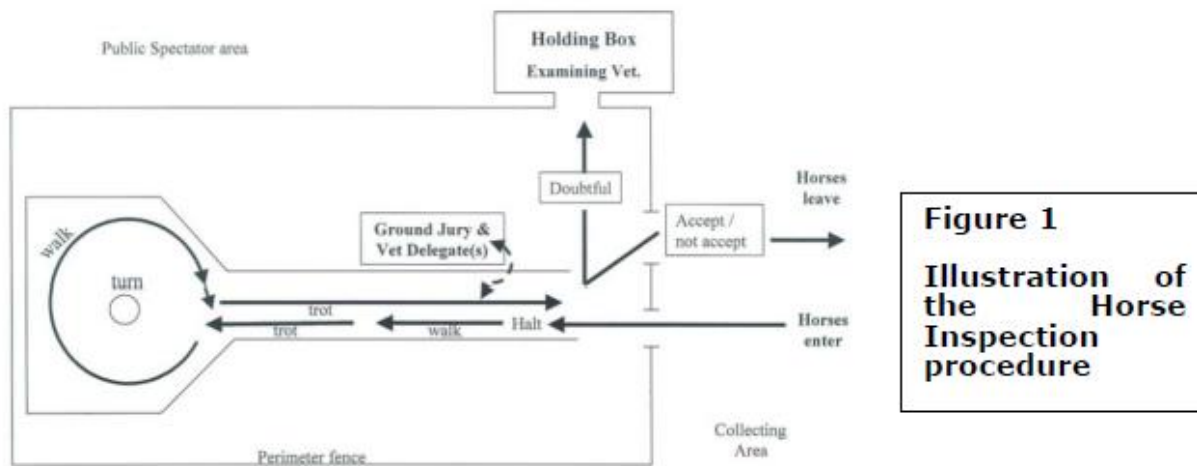 Public Spectator area
Holding Box
Examining Vet.
Doubtful
Horses
leave
Accept /
not accept
Ground Jury &
Vet Delegate(s)
walk
turn
trot
trot
walk
Halt
Horses
enter
Collecting
Area
Perimeter fence
Figure 1
Illustration of
the Horse
Inspection
procedure